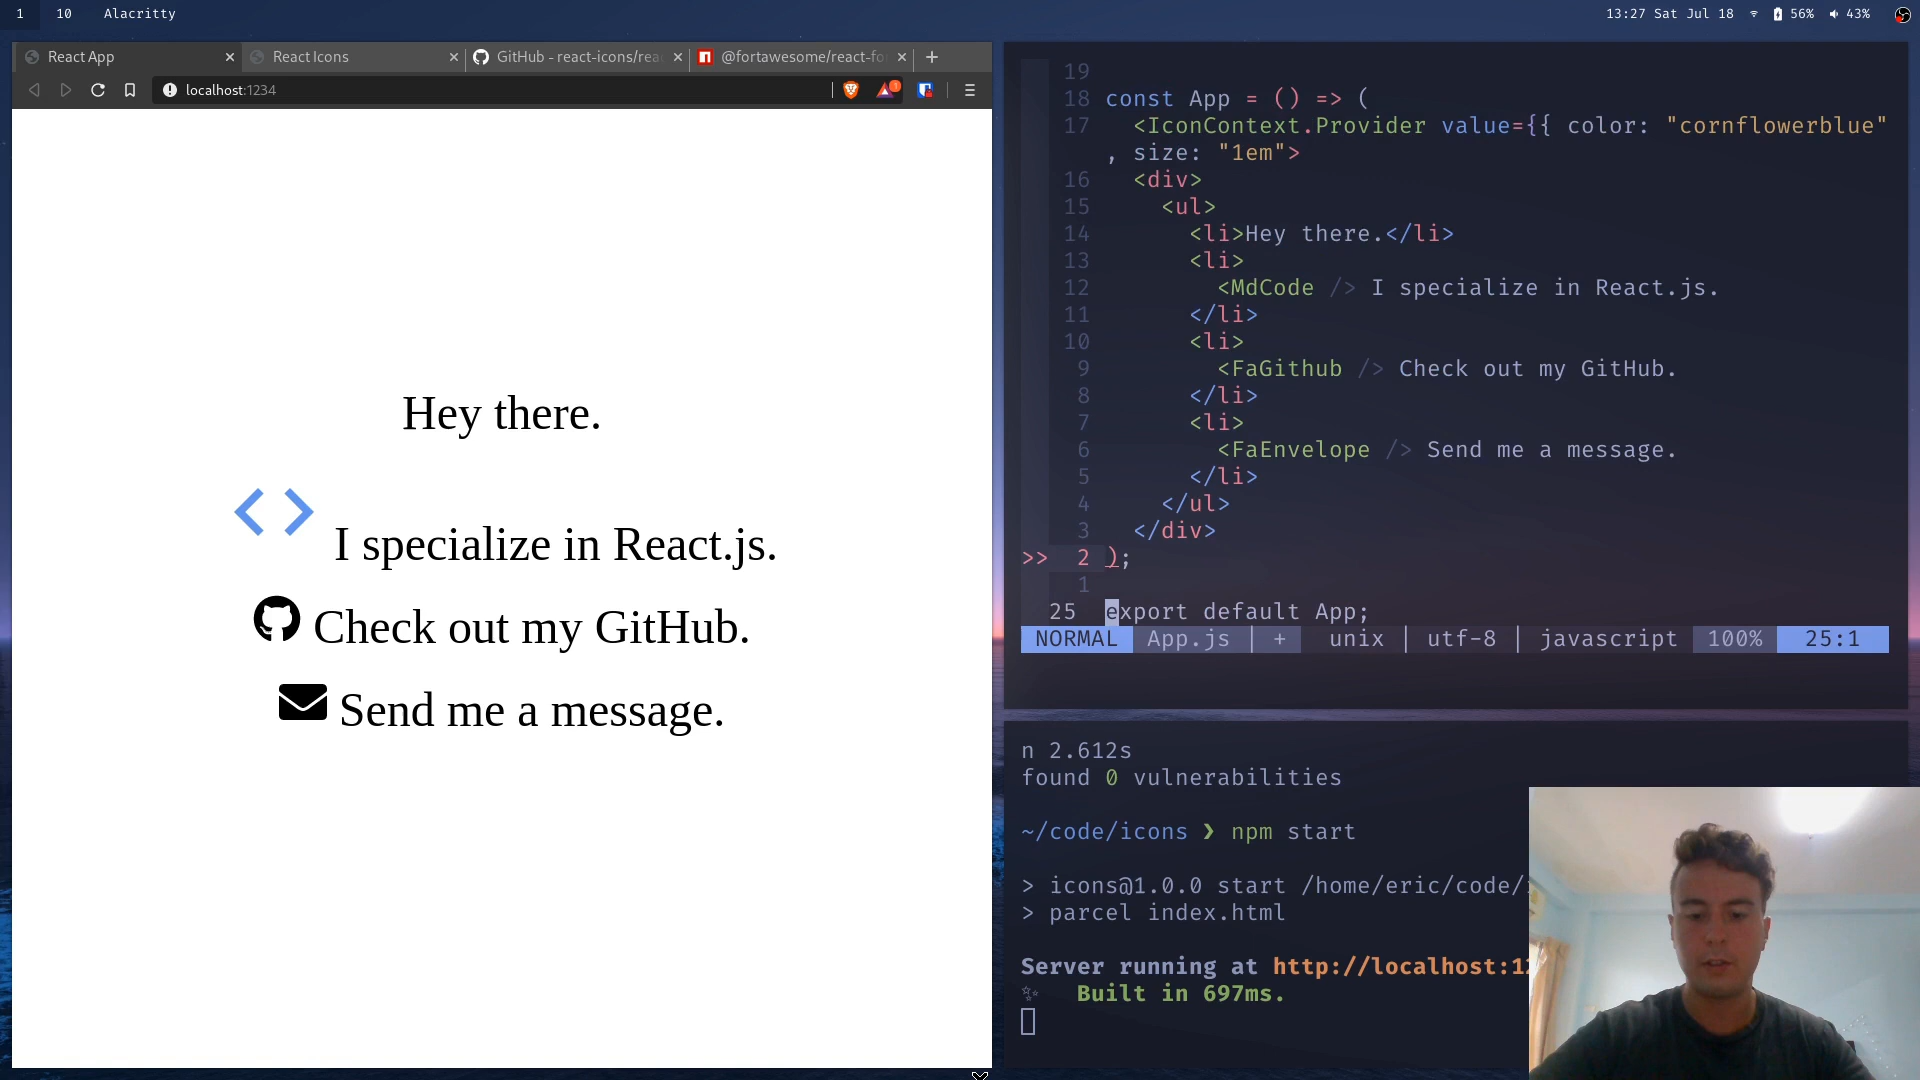 1 10 Alacritty 13:27 Sat Jul 18 56% 43%
React App
React Icons
GitHub - react-icons/rea
@fortawesome/react-fo
localhost:1234
1
Hey there.
I specialize in React.js.
Check out my GitHub.
Send me a message.
19
18 const App = () => (
17 <IconContext.Provider value={{ color: "cornflowerblue"
, size: "1em">
16 <div>
15 <ul>
14 <li>Hey there.</li>
13 <li>
12 <MdCode /> I specialize in React.js.
11 </li>
10 <li>
9 <FaGithub /> Check out my GitHub.
8 </li>
7 <li>
6 <FaEnvelope /> Send me a message.
5 </li>
4 </ul>
3 </div>
>> 2 );
1
25 export default App;
NORMAL App.js | + unix | utf-8 | javascript 100% 25:1
n 2.612s
found 0 vulnerabilities
~/code/icons ❯ npm start
> icons@1.0.0 start /home/eric/code/
> parcel index.html
Server running at http://localhost:12
✨ Built in 697ms.